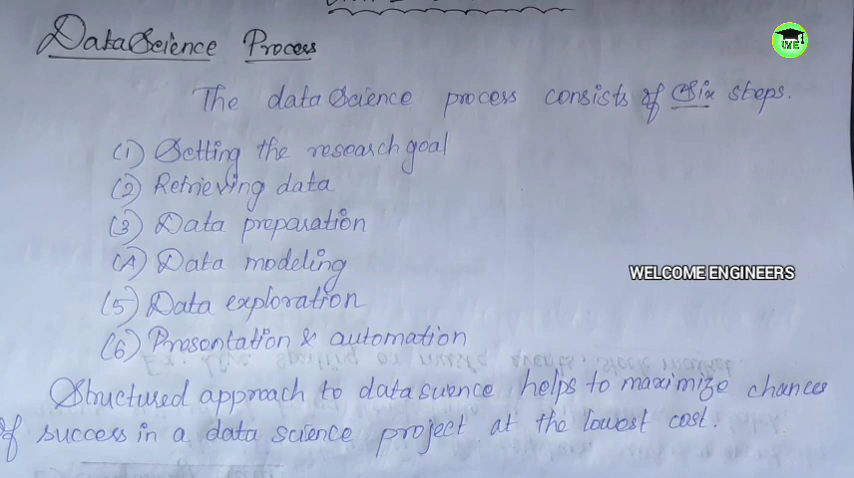 Data Science Process
The data Science process consists of Six steps.
(1) Setting the research goal
(2) Retrieving data
(3) Data preparation
(4) Data modeling
(5) Data exploration
(6) Presentation & automation
Structured approach to data science helps to maximize chances
of success in a data science project at the lowest cost.
WELCOME ENGINEERS
WE